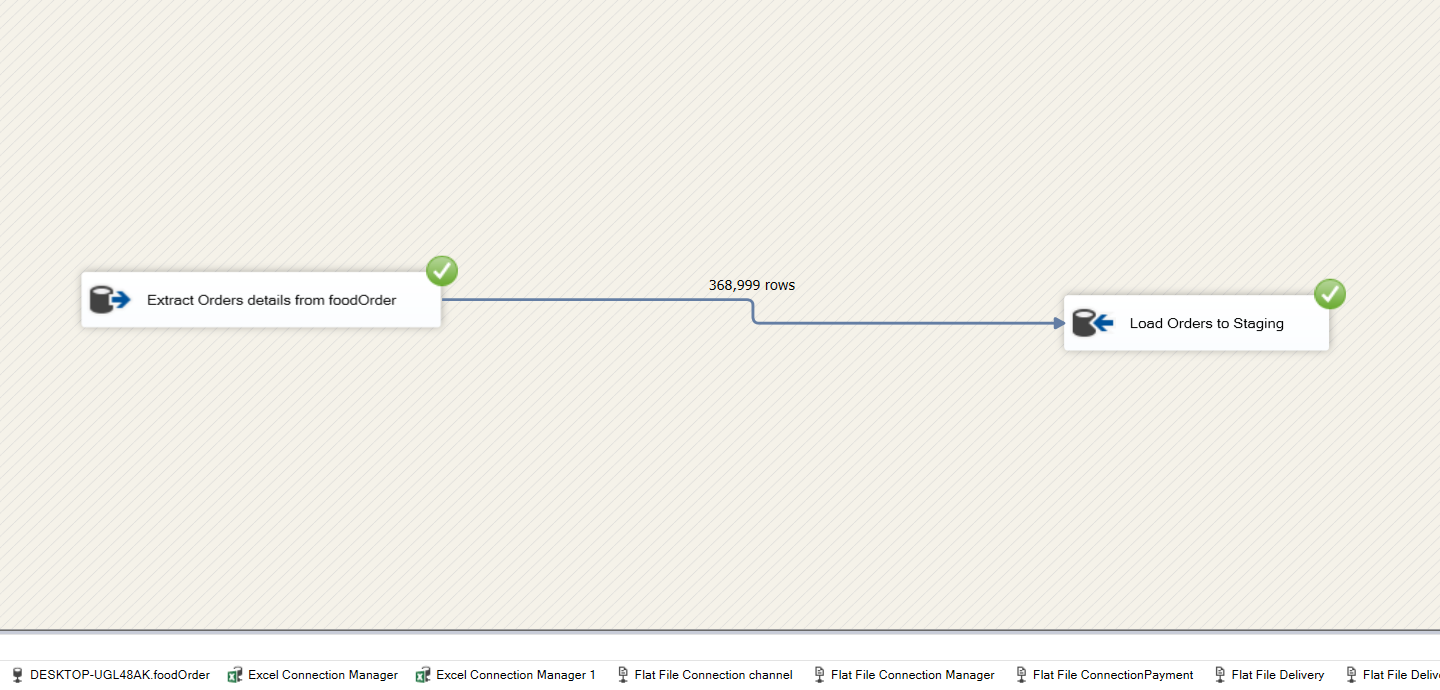 368,999 rows
Extract Orders details from foodOrder
Load Orders to Staging
DESKTOP-UGL48AK.foodOrder Excel Connection Manager Excel Connection Manager 1 Flat File Connection channel Flat File Connection Manager Flat File ConnectionPayment Flat File Delivery Flat File Deliv